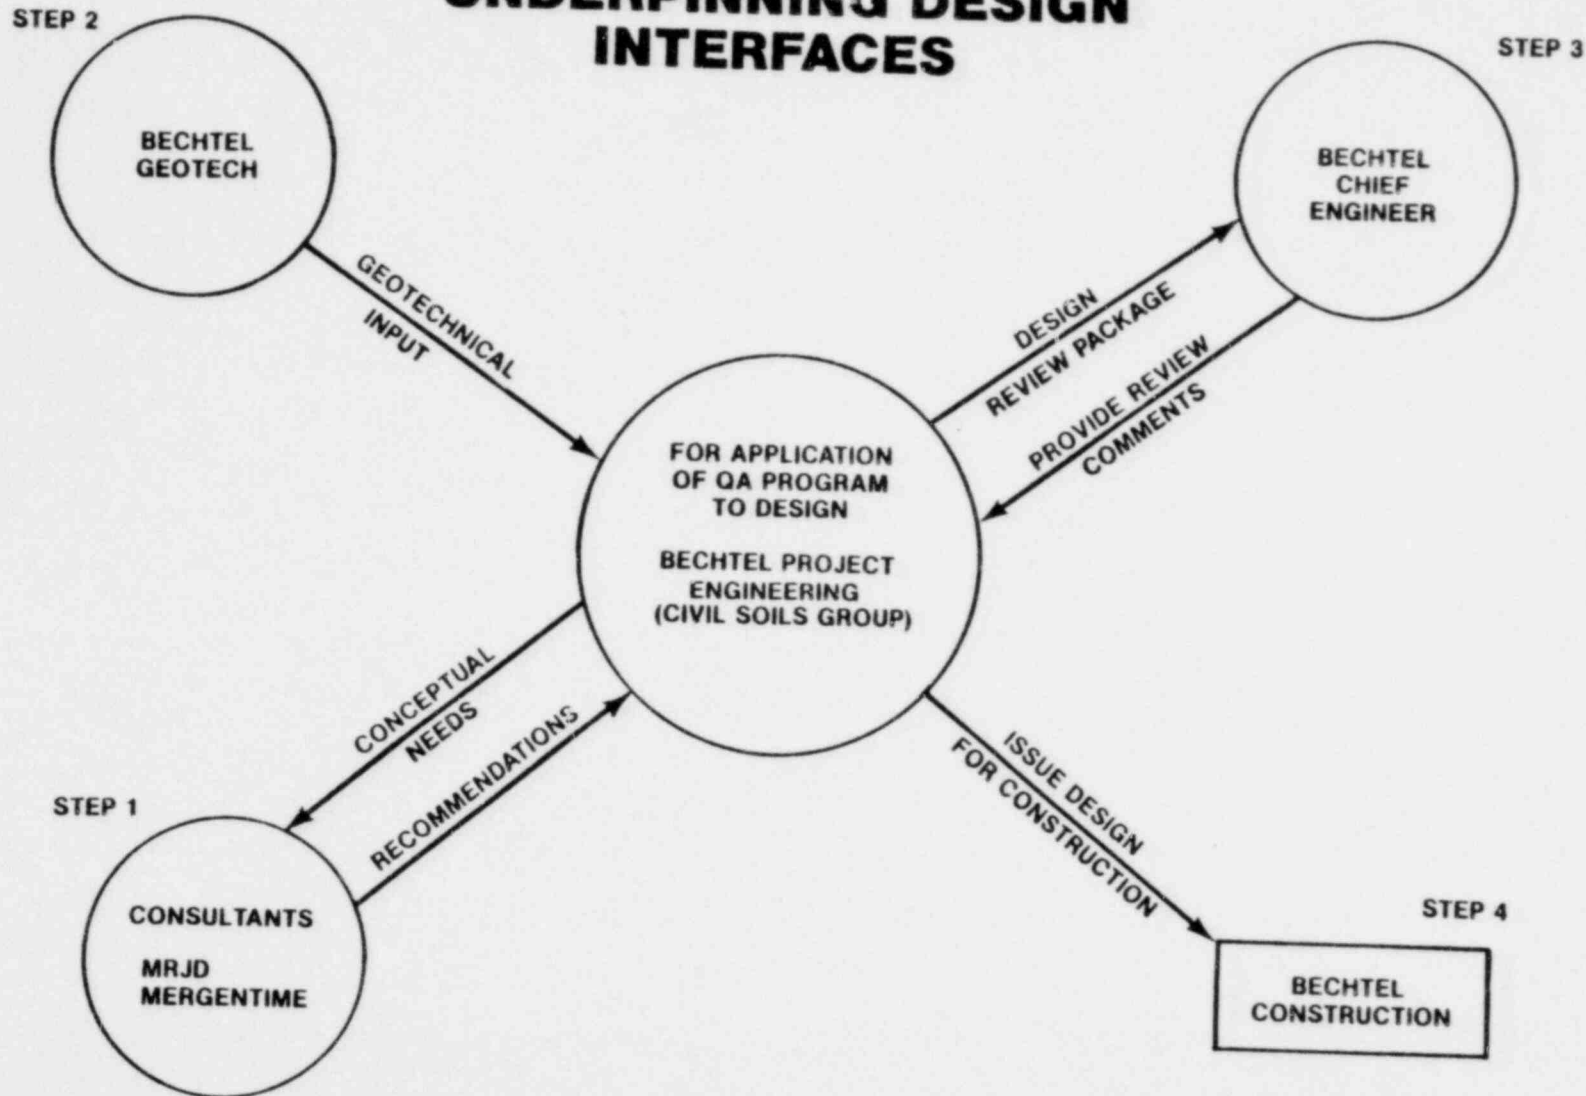 UNDERPINNING DESIGN
INTERFACES
STEP 2
BECHTEL
GEOTECH
STEP 3
BECHTEL
CHIEF
ENGINEER
GEOTECHNICAL
INPUT
DESIGN
REVIEW PACKAGE
PROVIDE REVIEW
COMMENTS
FOR APPLICATION
OF QA PROGRAM
TO DESIGN
BECHTEL PROJECT
ENGINEERING
(CIVIL SOILS GROUP)
CONCEPTUAL
NEEDS
RECOMMENDATIONS
ISSUE DESIGN
FOR CONSTRUCTION
STEP 1
CONSULTANTS
MRJD
MERGENTIME
STEP 4
BECHTEL
CONSTRUCTION